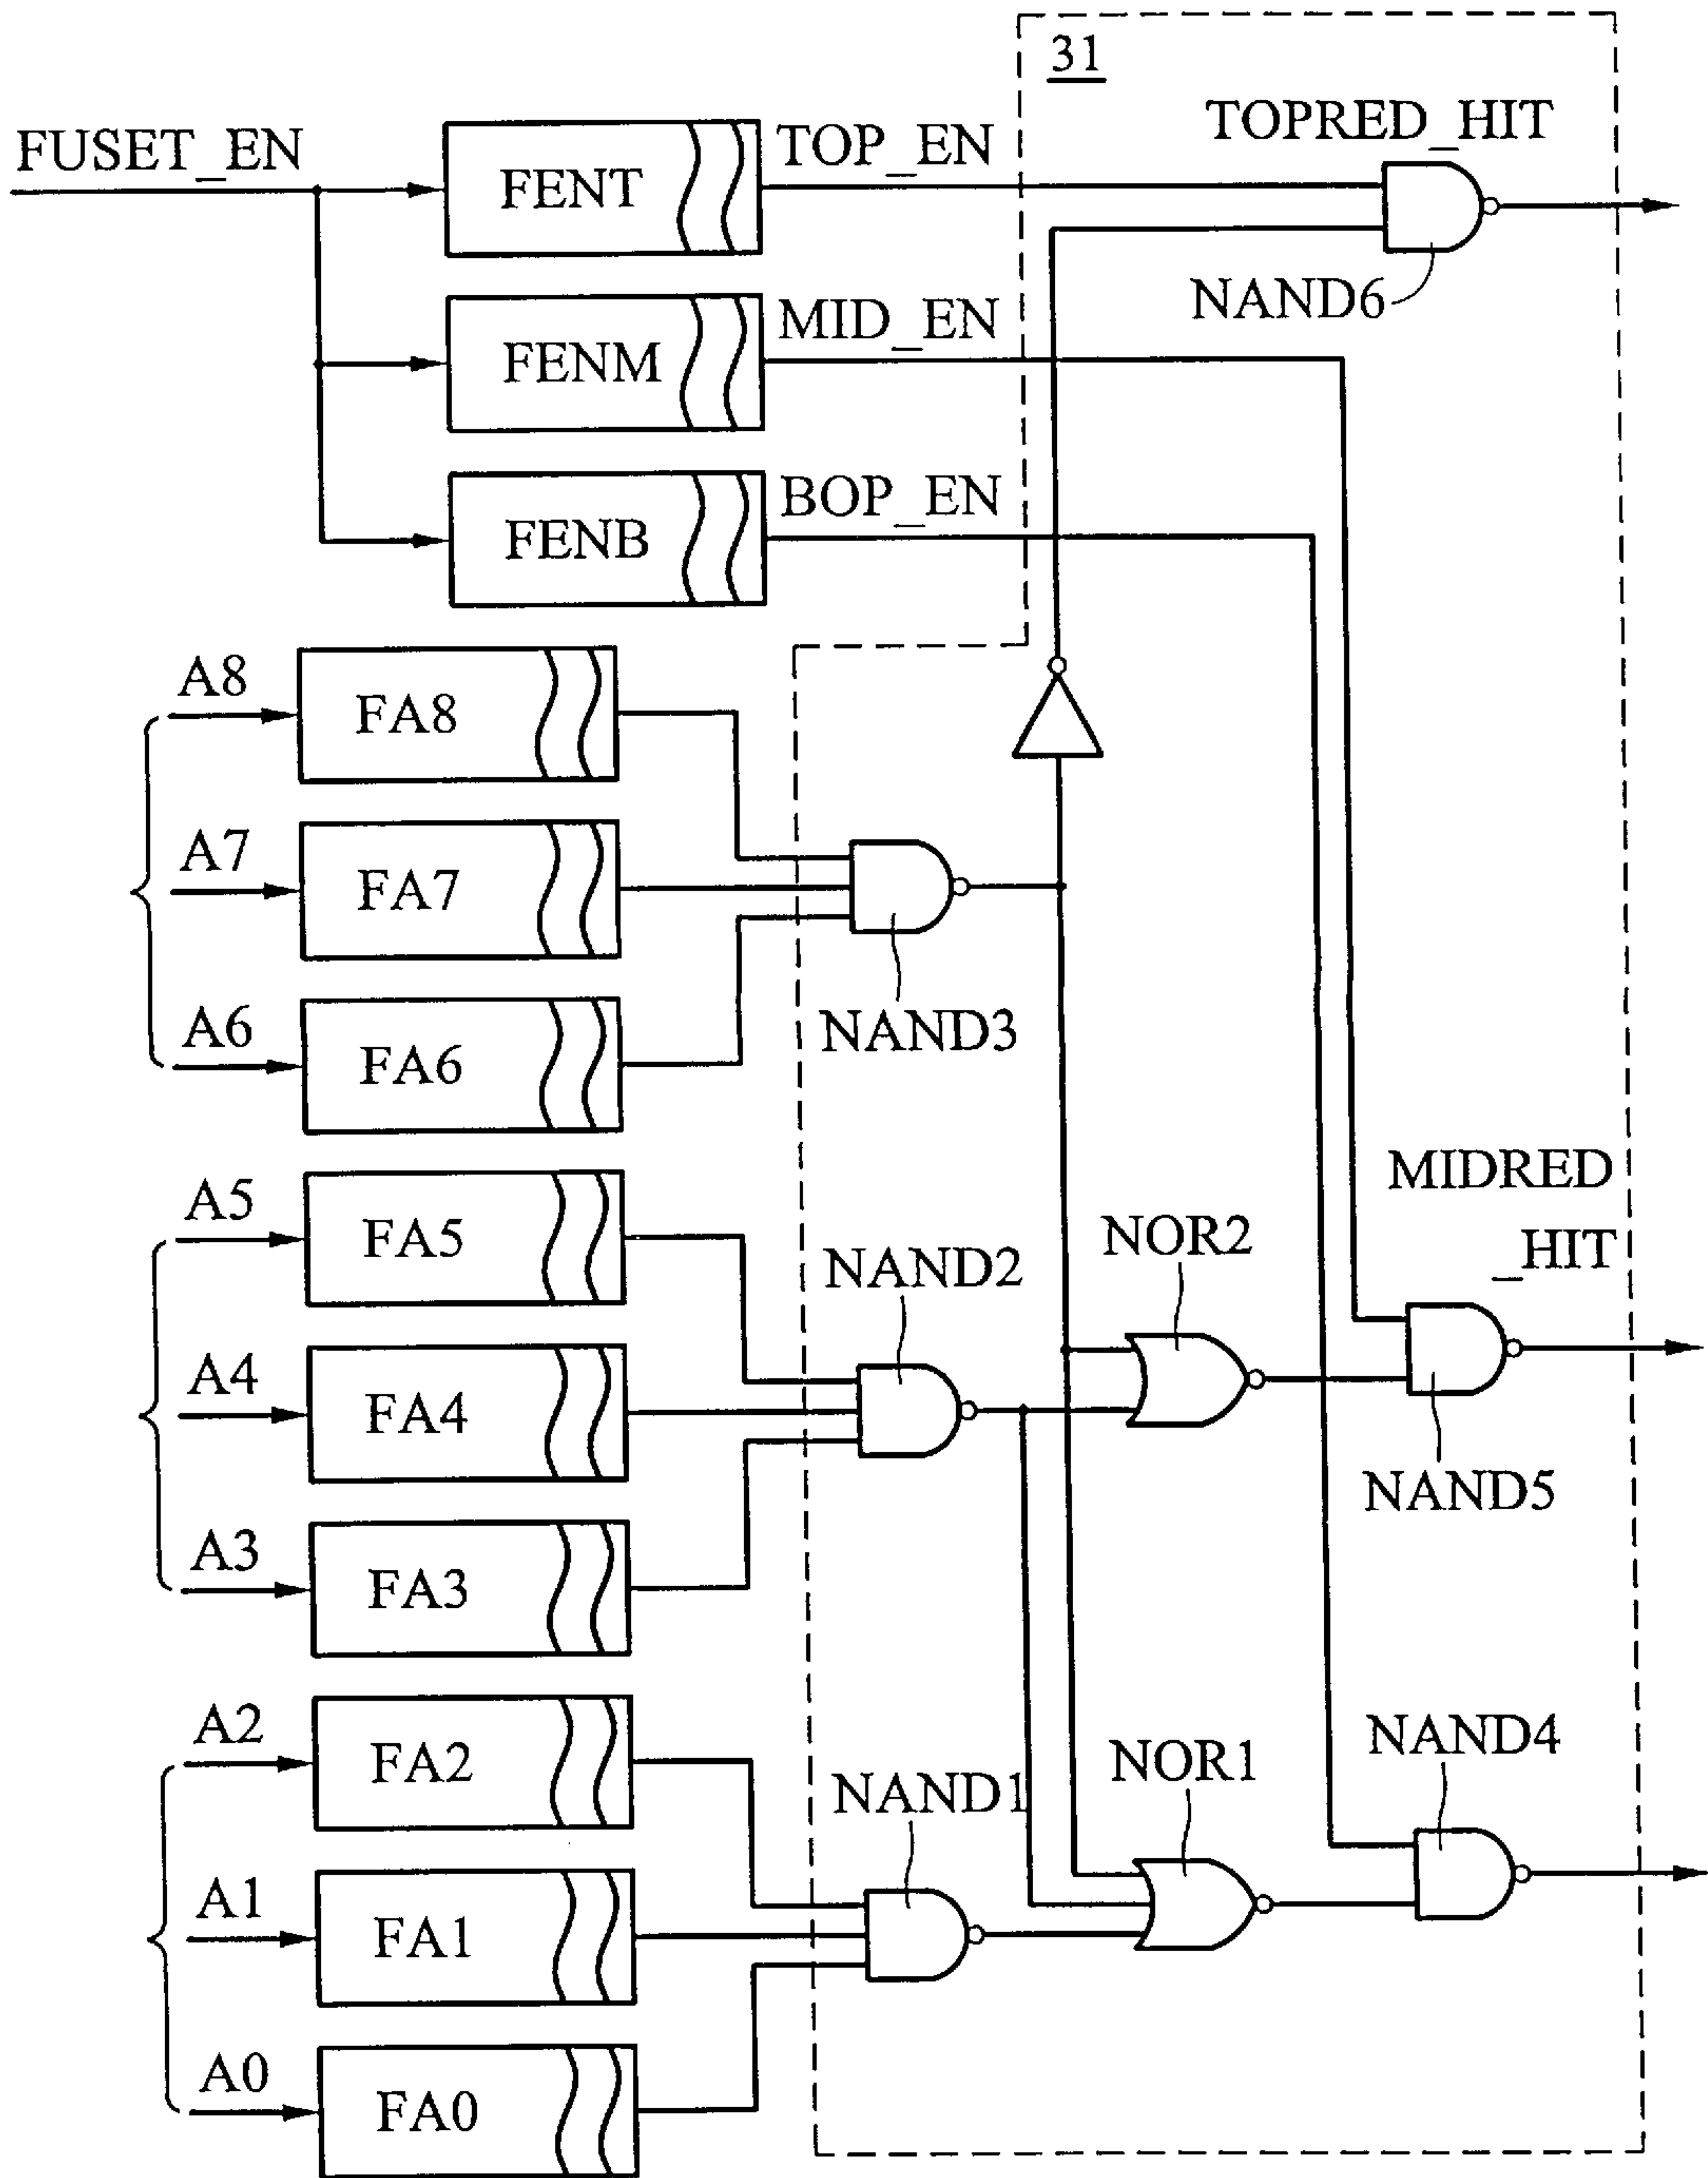 31
TOPRED_HIT
FUSET_EN
FENT
TOP_EN
NAND6
FENM
MID_EN
FENB
BOP_EN
A8
FA8
A7
FA7
A6
FA6
NAND3
A5
FA5
MIDRED
_HIT
NOR2
NAND2
A4
FA4
NAND5
A3
FA3
A2
FA2
NAND4
NOR1
NAND1
A1
FA1
A0
FA0